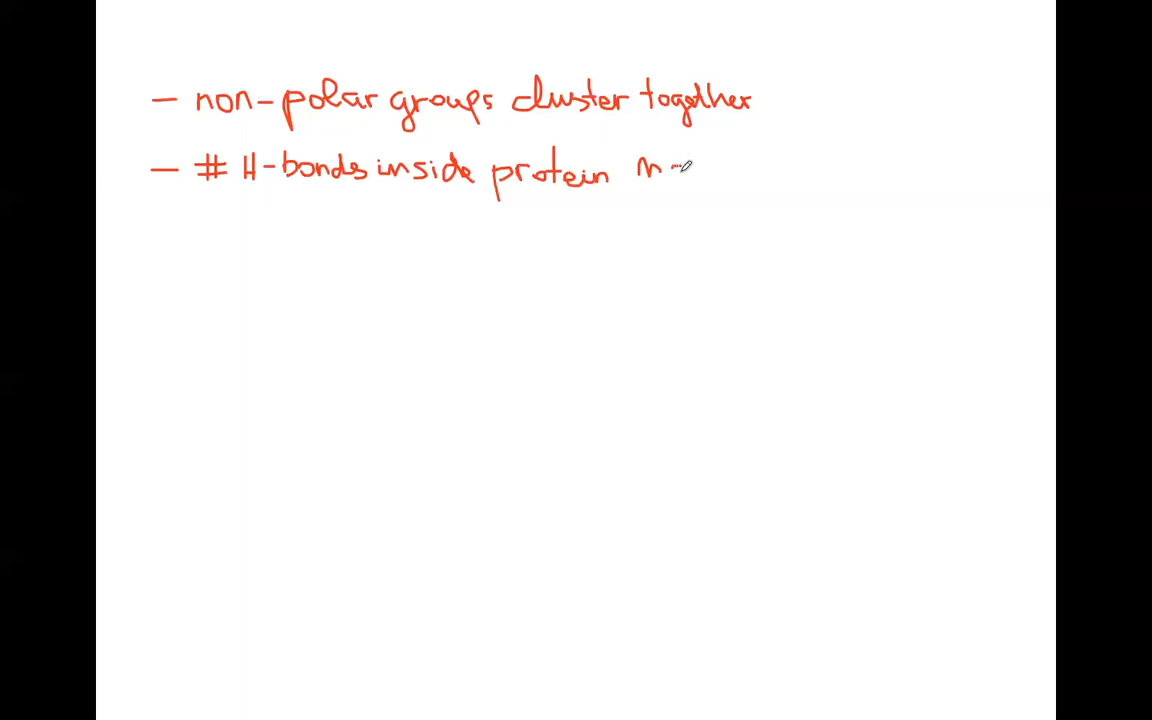 - non-polar groups cluster together
- # H-bonds inside protein m